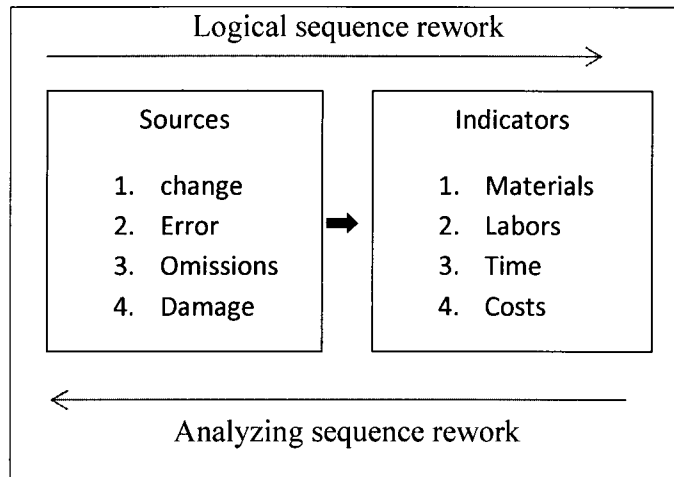 Logical sequence rework
Sources
1. change
2. Error
3. Omissions
4. Damage
Indicators
1. Materials
2. Labors
3. Time
4. Costs
Analyzing sequence rework